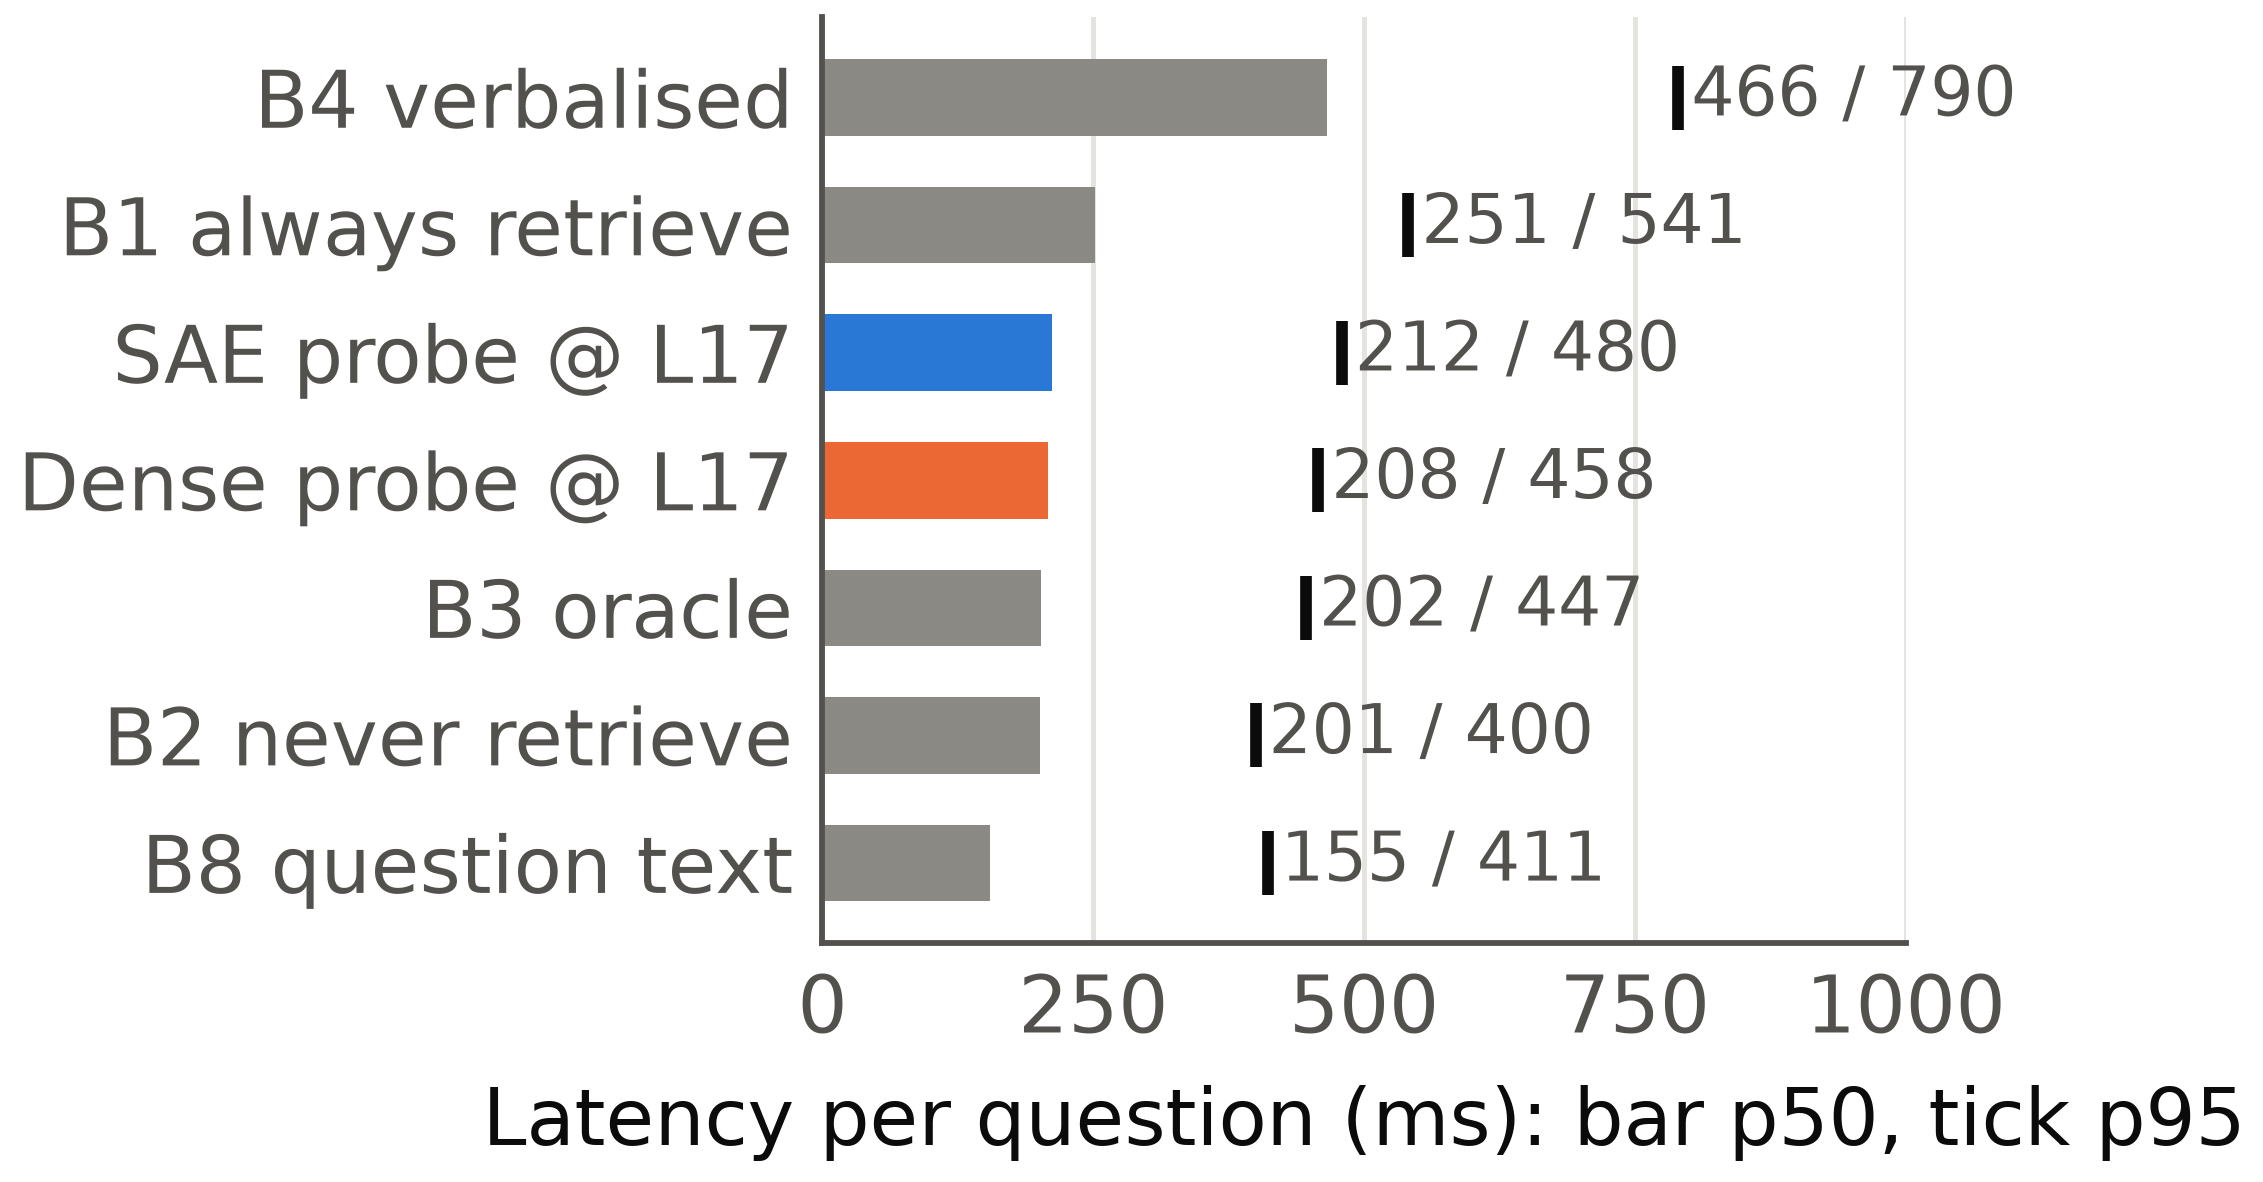 B4 verbalised 466 / 790
B1 always retrieve 251 / 541
SAE probe @ L17 212 / 480
Dense probe @ L17 208 / 458
B3 oracle 202 / 447
B2 never retrieve 201 / 400
B8 question text 155 / 411
0 250 500 750 1000
Latency per question (ms): bar p50, tick p95